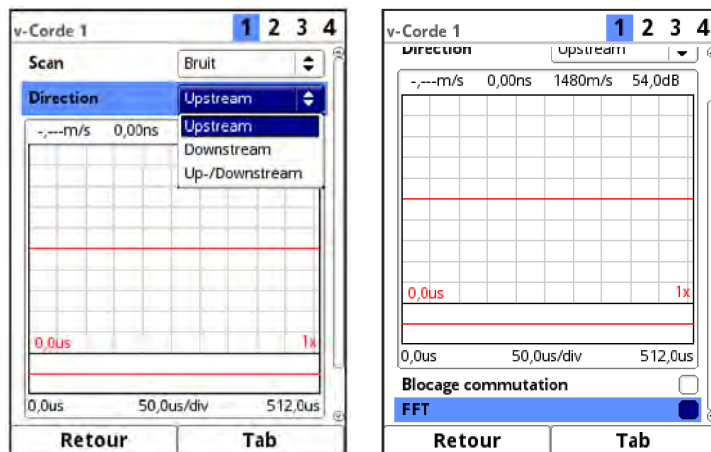 v-Corde 1 1 2 3 4
Scan Bruit
Direction Upstream
Upstream
Downstream
Up-/Downstream
-,---m/s 0,00ns
0,0us 1x
0,0us 50,0us/div 512,0us
Retour Tab
v-Corde 1 1 2 3 4
Direction Upstream
-,---m/s 0,00ns 1480m/s 54,0dB
0,0us 1x
0,0us 50,0us/div 512,0us
Blocage commutation
FFT
Retour Tab